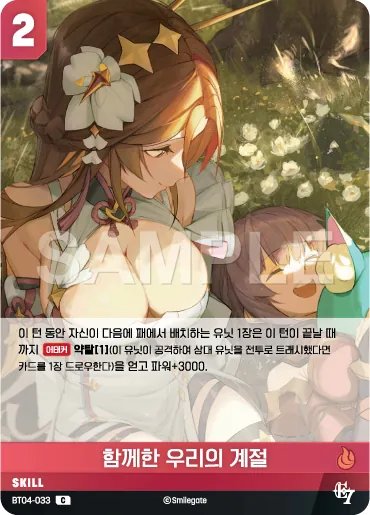 2
SAMPLE
이 턴 동안 자신이 다음에 패에서 배치하는 유닛 1장은 이 턴이 끝날 때
까지 어태커 약탈[1](이 유닛이 공격하여 상대 유닛을 전투로 트래시했다면
카드를 1장 드로우한다)을 얻고 파워+3000.
함께한 우리의 계절
SKILL
BT04-033 C ©Smilegate